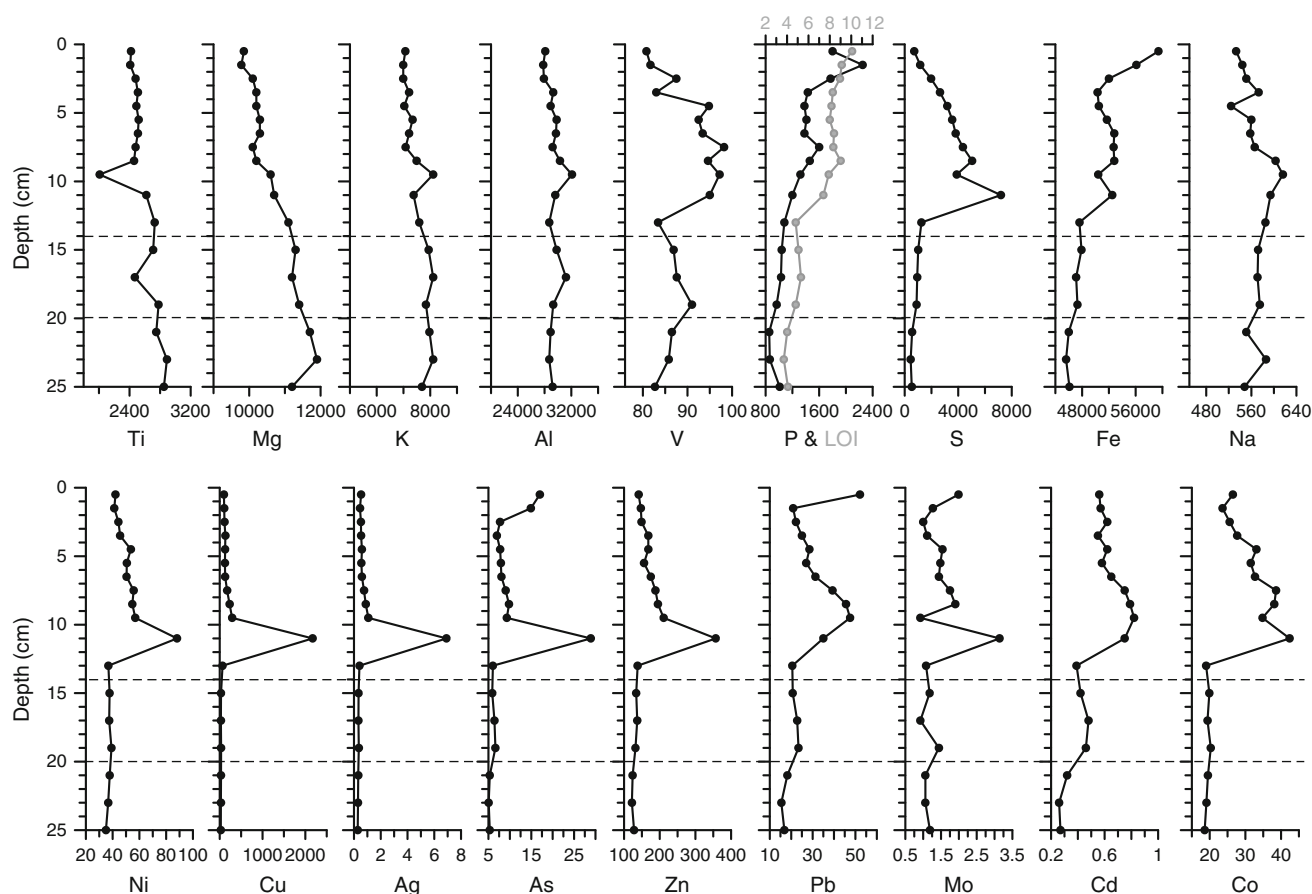 2 4 6 8 10 12
0
5
10
15
20
25
Depth (cm)
2400 3200
10000 12000
6000 8000
24000 32000
80 90 100
800 1600 2400
0 4000 8000
48000 56000
480 560 640
Ti Mg K Al V P & LOI S Fe Na
0
5
10
15
20
25
Depth (cm)
20 40 60 80 100
0 1000 2000
0 2 4 6 8
5 15 25
100 200 300 400
10 30 50
0.5 1.5 2.5 3.5
0.2 0.6 1
20 30 40
Ni Cu Ag As Zn Pb Mo Cd Co